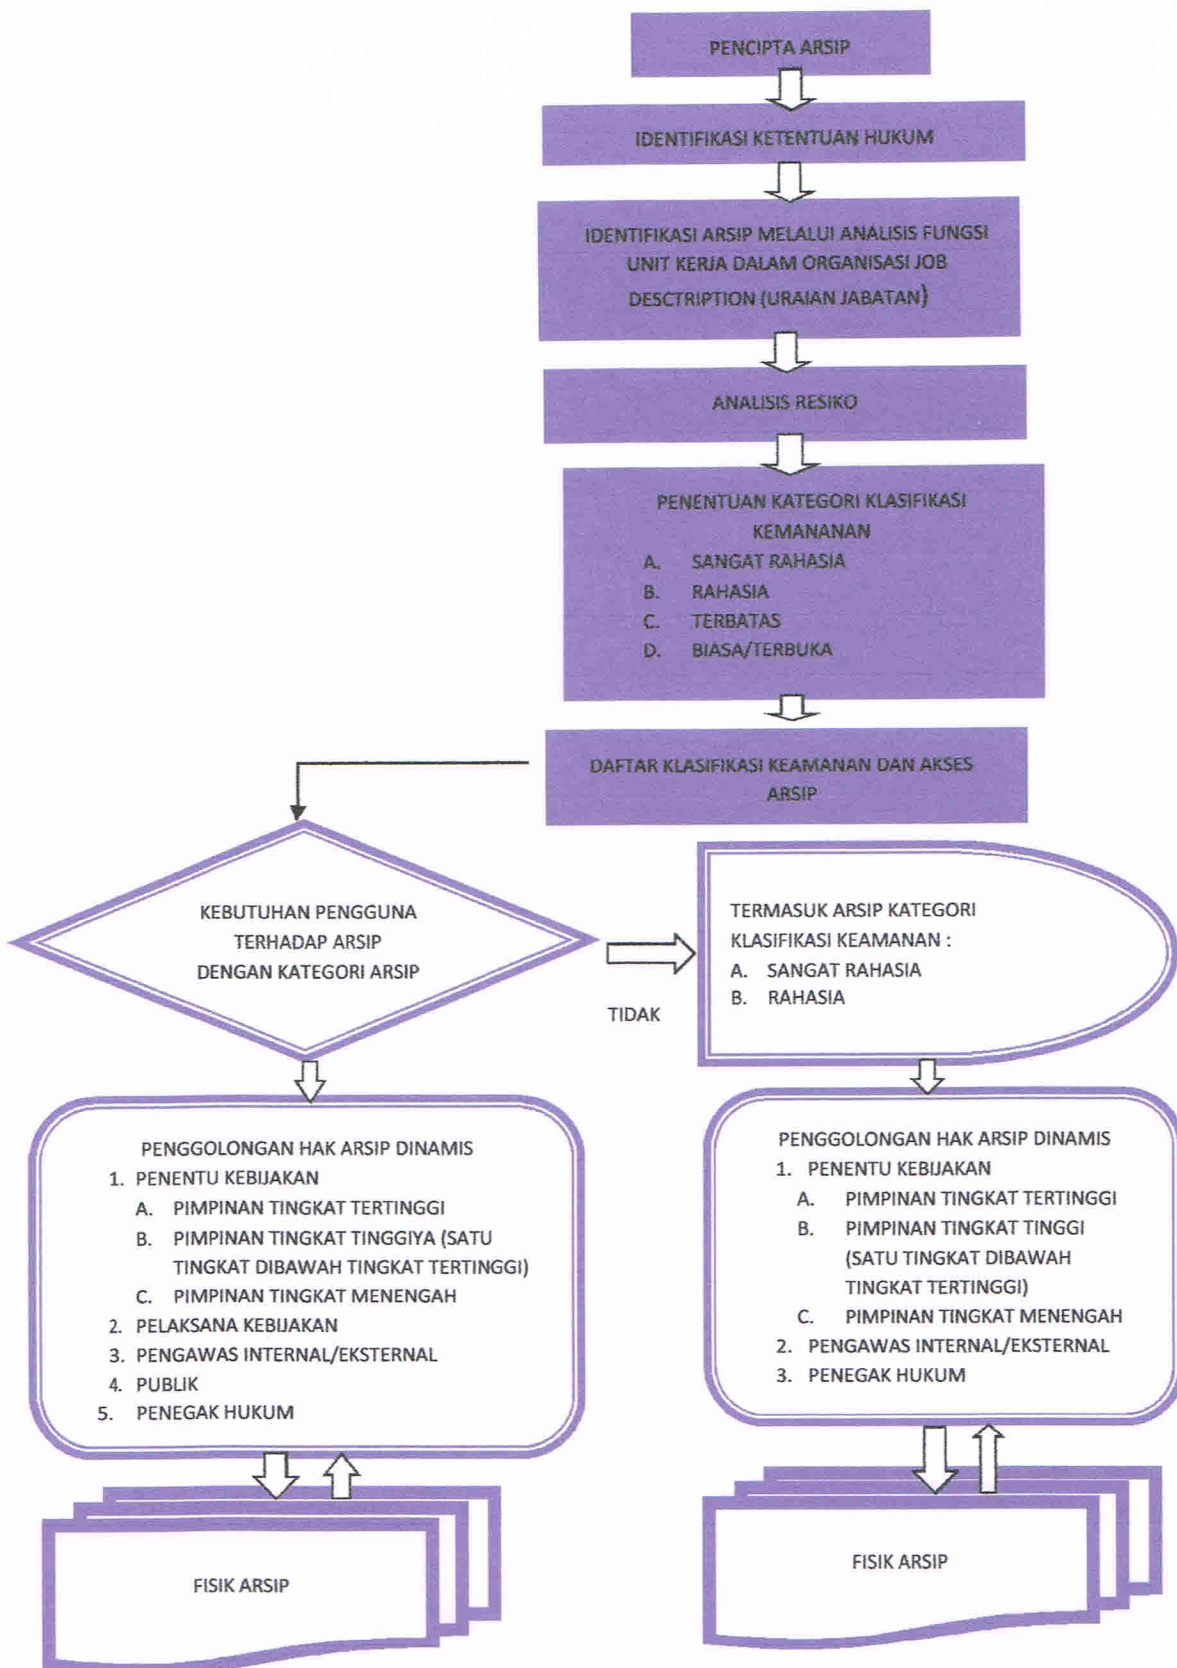 PENCIPTA ARSIP
IDENTIFIKASI KETENTUAN HUKUM
IDENTIFIKASI ARSIP MELALUI ANALISIS FUNGSI
UNIT KERJA DALAM ORGANISASI JOB
DESCTRIPTION (URAIAN JABATAN)
ANALISIS RESIKO
PENENTUAN KATEGORI KLASIFIKASI
KEMANANAN
A. SANGAT RAHASIA
B. RAHASIA
C. TERBATAS
D. BIASA/TERBUKA
DAFTAR KLASIFIKASI KEAMANAN DAN AKSES
ARSIP
KEBUTUHAN PENGGUNA
TERHADAP ARSIP
DENGAN KATEGORI ARSIP
TIDAK
TERMASUK ARSIP KATEGORI
KLASIFIKASI KEAMANAN :
A. SANGAT RAHASIA
B. RAHASIA
PENGGOLONGAN HAK ARSIP DINAMIS
1. PENENTU KEBIJAKAN
A. PIMPINAN TINGKAT TERTINGGI
B. PIMPINAN TINGKAT TINGGIYA (SATU
TINGKAT DIBAWAH TINGKAT TERTINGGI)
C. PIMPINAN TINGKAT MENENGAH
2. PELAKSANA KEBIJAKAN
3. PENGAWAS INTERNAL/EKSTERNAL
4. PUBLIK
5. PENEGAK HUKUM
PENGGOLONGAN HAK ARSIP DINAMIS
1. PENENTU KEBIJAKAN
A. PIMPINAN TINGKAT TERTINGGI
B. PIMPINAN TINGKAT TINGGI
(SATU TINGKAT DIBAWAH
TINGKAT TERTINGGI)
C. PIMPINAN TINGKAT MENENGAH
2. PENGAWAS INTERNAL/EKSTERNAL
3. PENEGAK HUKUM
FISIK ARSIP
FISIK ARSIP